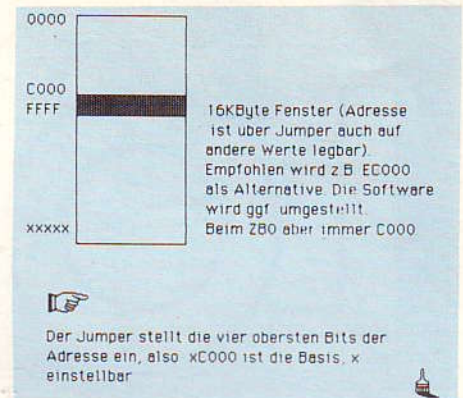 0000
C000
FFFF
16KByte Fenster (Adresse
ist uber Jumper auch auf
andere Werte legbar).
Empfohlen wird z B EC000
als Alternative. Die Software
wird ggf umgestellt.
xxxxx
Beim Z80 aber immer C000
Der Jumper stellt die vier obersten Bits der
Adresse ein, also xC000 ist die Basis, x
einstellbar